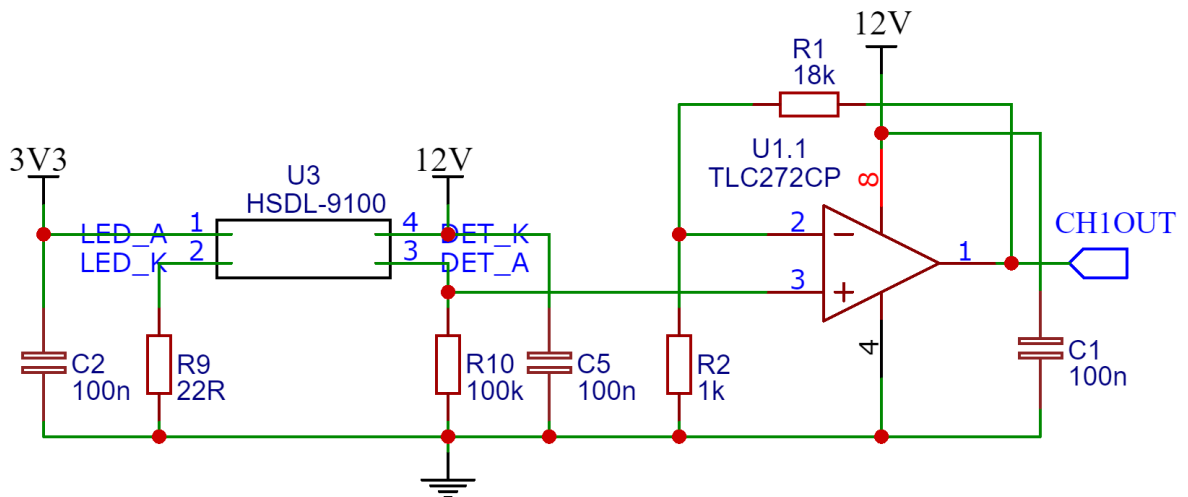 12V
R1
18k
U1.1
TLC272CP
8
3V3
12V
U3
HSDL-9100
LED_A 1
4 DET_K
LED_K 2
3 DET_A
2
3
1
CH1OUT
4
C2
100n
R9
22R
R10
100k
C5
100n
R2
1k
C1
100n